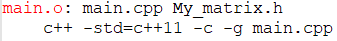 main.o: main.cpp My_matrix.h
    c++ -std=c++11 -c -g main.cpp